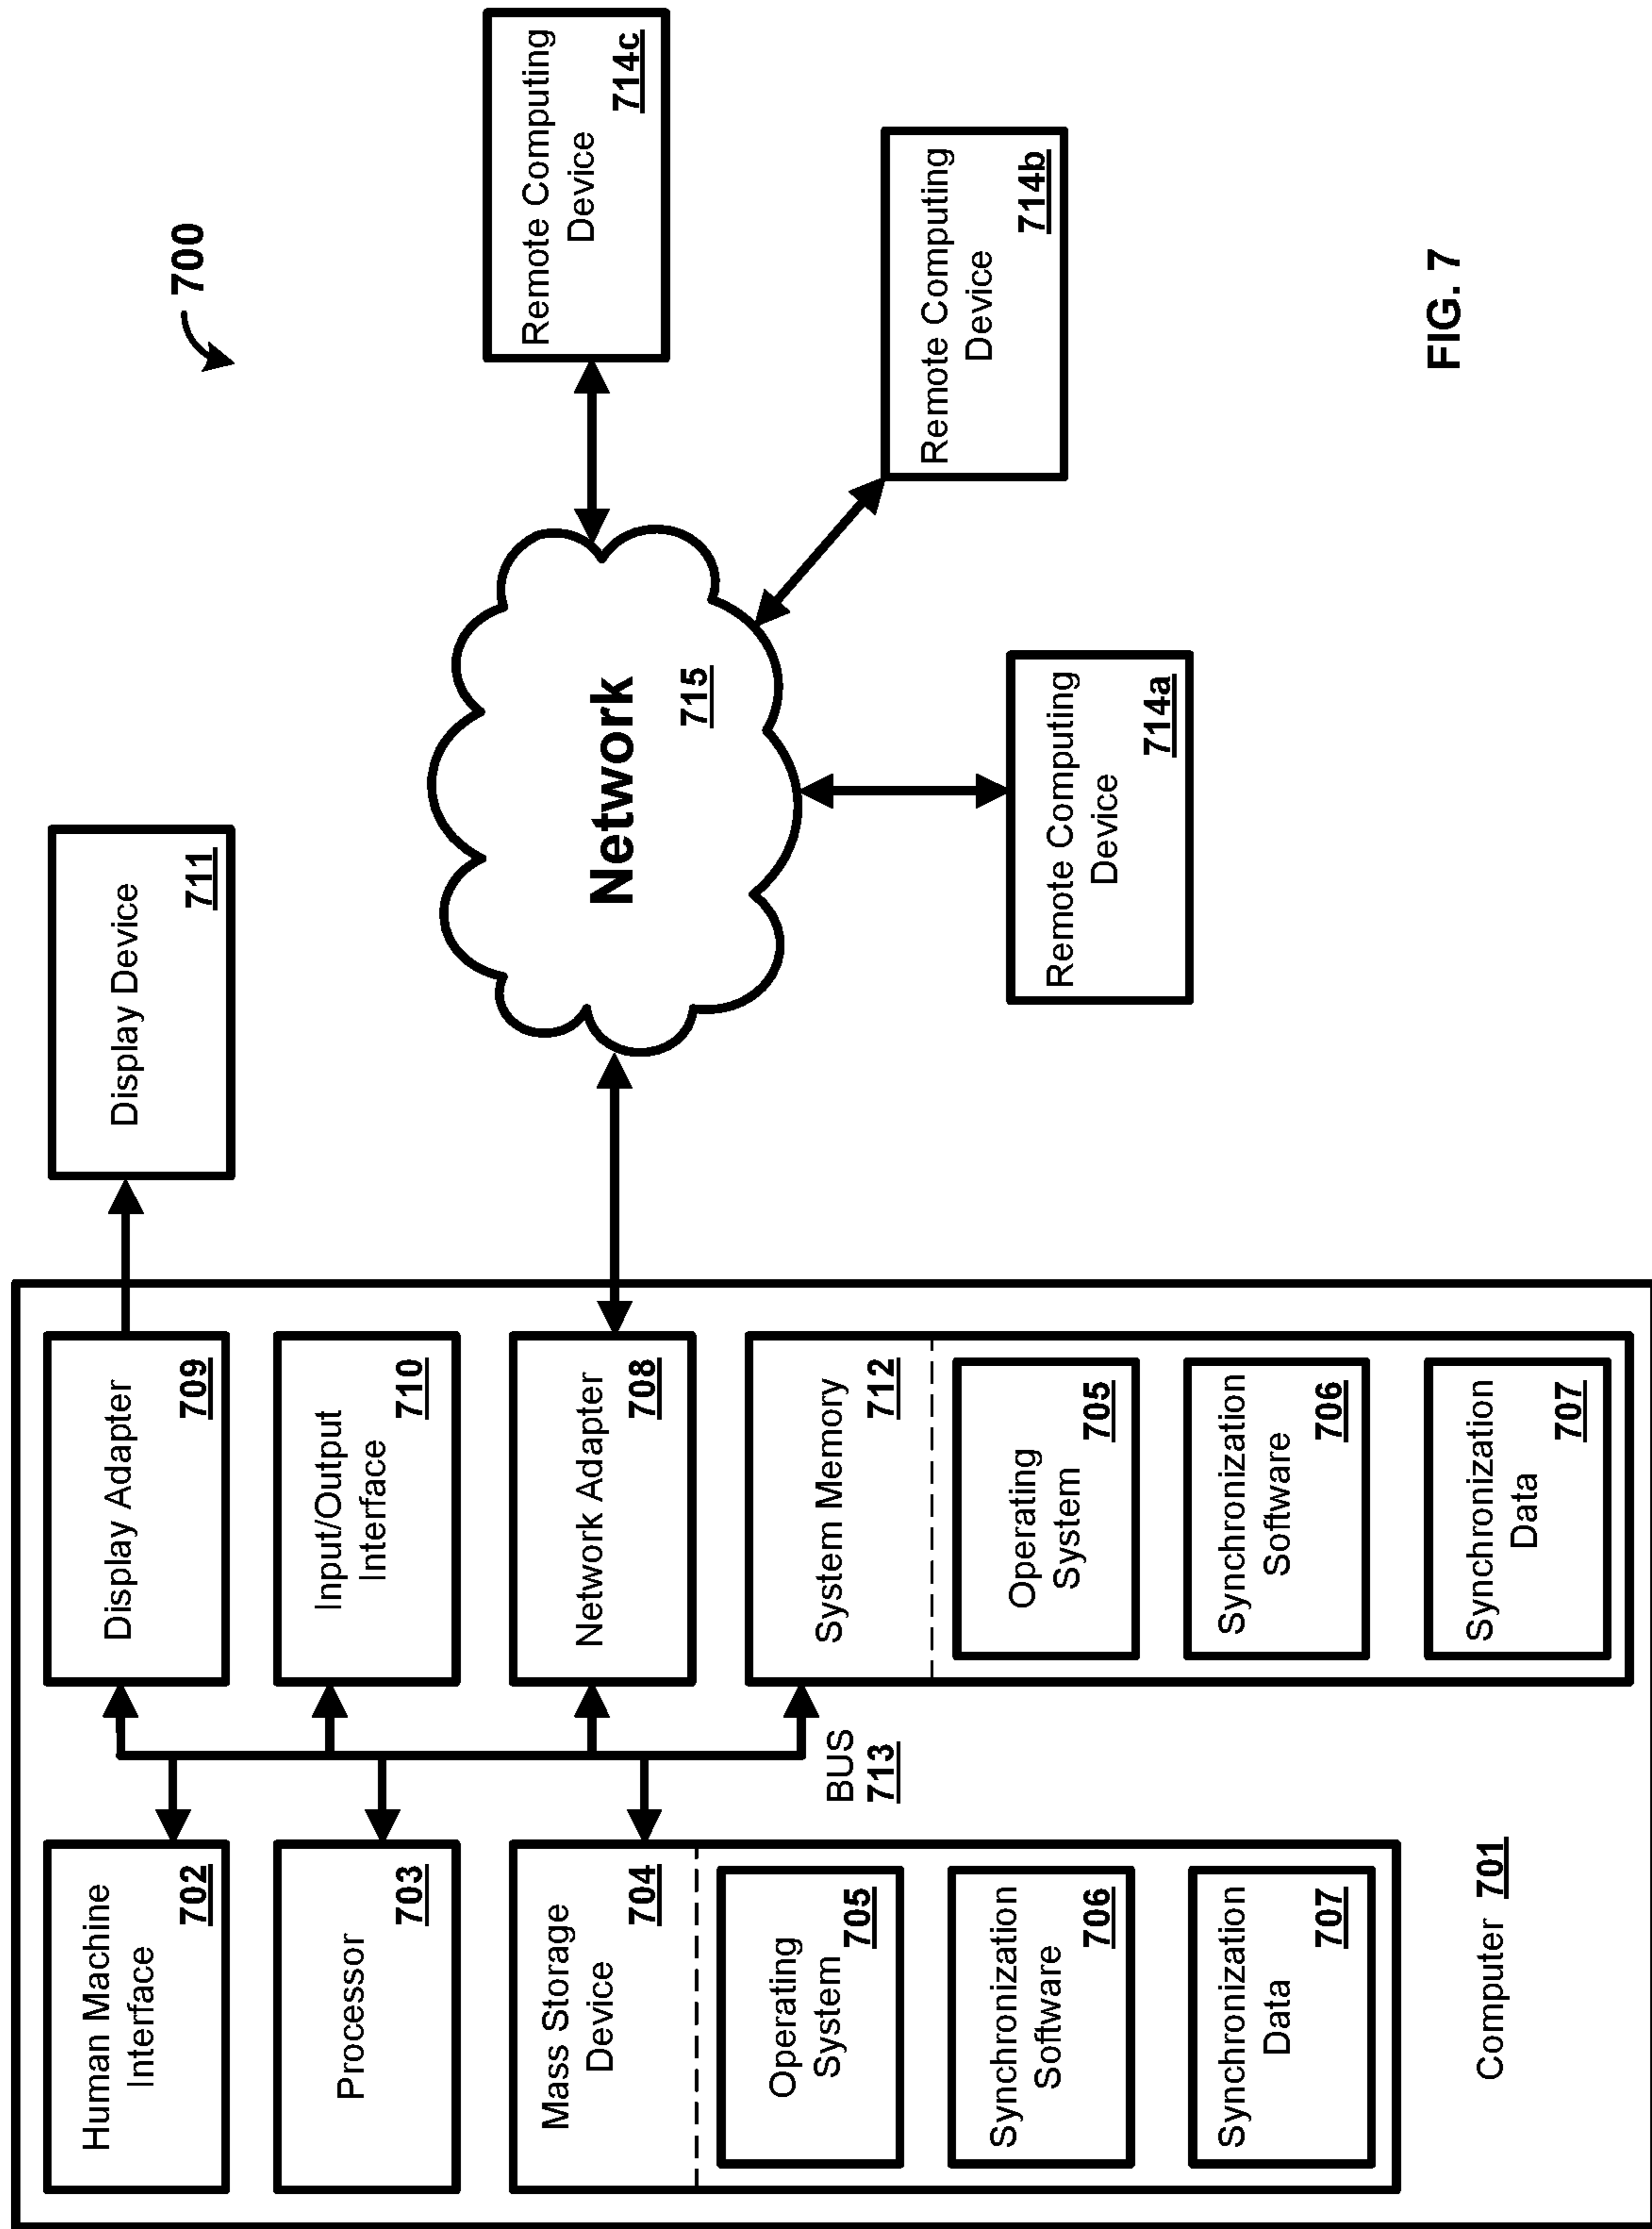 700
Human Machine
Interface
702
Processor
703
Mass Storage
Device
704
Operating
System
705
Synchronization
Software
706
Synchronization
Data
707
Computer 701
BUS
713
Display Adapter
709
Input/Output
Interface
710
Network Adapter
708
System Memory
712
Operating
System
705
Synchronization
Software
706
Synchronization
Data
707
Display Device
711
Network
715
Remote Computing
Device
714a
Remote Computing
Device
714b
Remote Computing
Device
714c
FIG. 7